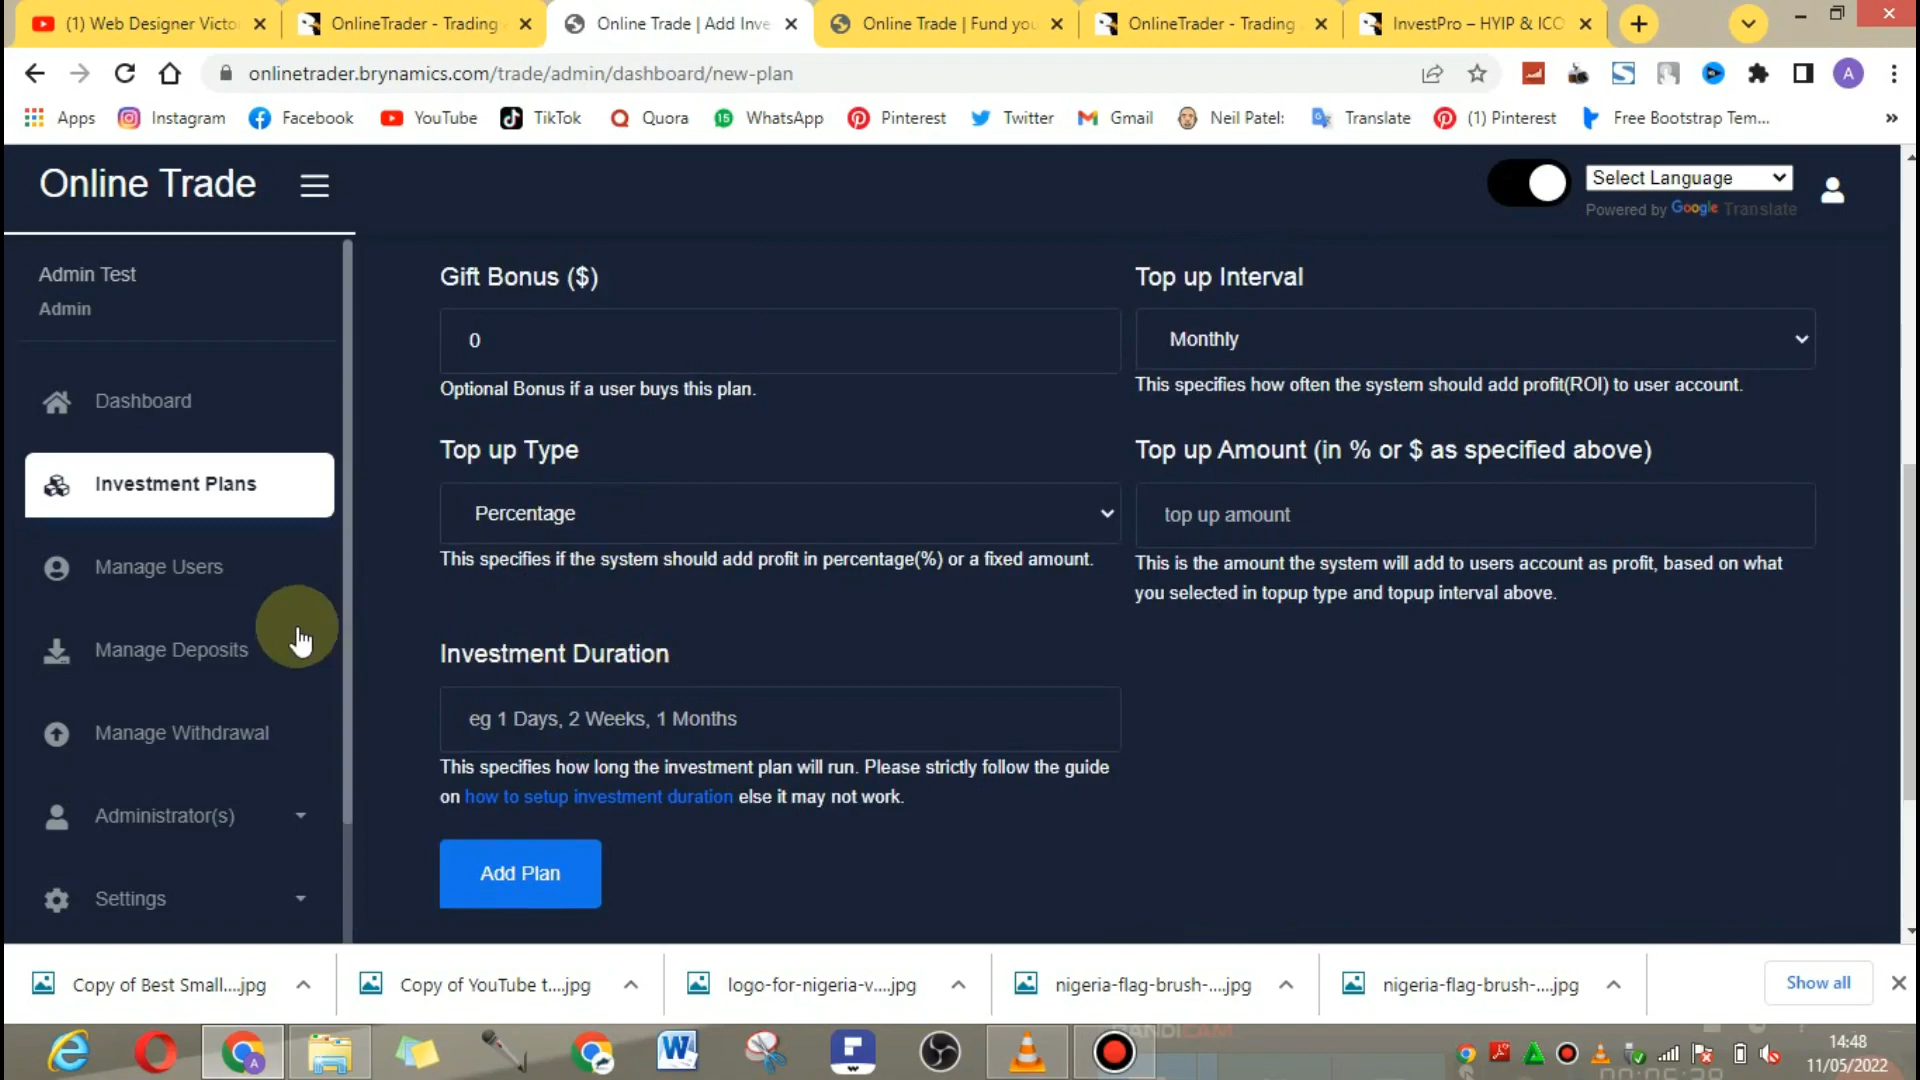 (1) Web Designer Victo
OnlineTrader - Trading
Online Trade | Add Inve
Online Trade | Fund you
OnlineTrader - Trading
InvestPro – HYIP & ICO
onlinetrader.brynamics.com/trade/admin/dashboard/new-plan
A
Apps
Instagram
Facebook
YouTube
TikTok
Quora
15
WhatsApp
Pinterest
Twitter
Gmail
Neil Patel:
Translate
(1) Pinterest
Free Bootstrap Tem...
»
Online Trade
Select Language
Powered by Google Translate
Admin Test
Admin
Dashboard
Investment Plans
Manage Users
Manage Deposits
Manage Withdrawal
Administrator(s)
Settings
Gift Bonus ($)
0
Optional Bonus if a user buys this plan.
Top up Interval
Monthly
This specifies how often the system should add profit(ROI) to user account.
Top up Type
Percentage
This specifies if the system should add profit in percentage(%) or a fixed amount.
Top up Amount (in % or $ as specified above)
top up amount
This is the amount the system will add to users account as profit, based on what
you selected in topup type and topup interval above.
Investment Duration
eg 1 Days, 2 Weeks, 1 Months
This specifies how long the investment plan will run. Please strictly follow the guide
on how to setup investment duration else it may not work.
Add Plan
Copy of Best Small....jpg
Copy of YouTube t....jpg
logo-for-nigeria-v....jpg
nigeria-flag-brush-....jpg
nigeria-flag-brush-....jpg
Show all
14:48
11/05/2022